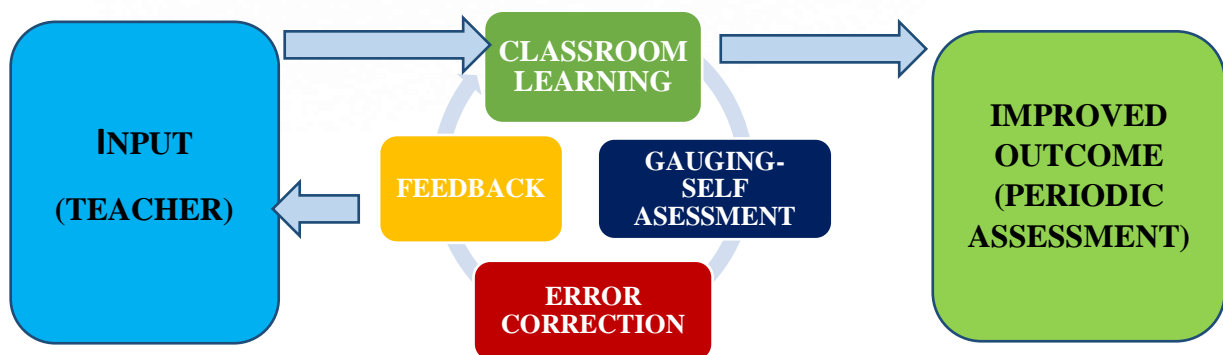 INPUT
(TEACHER)
CLASSROOM
LEARNING
FEEDBACK
GAUGING-
SELF
ASESSMENT
ERROR
CORRECTION
IMPROVED
OUTCOME
(PERIODIC
ASSESSMENT)